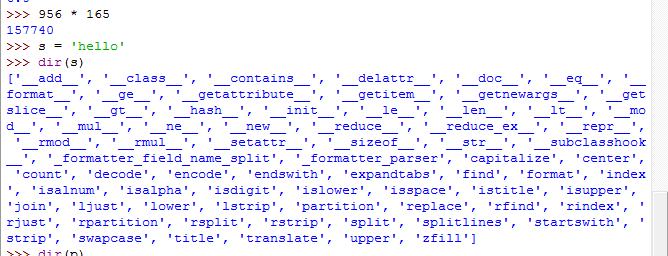 >>> 956 * 165
157740
>>> s = 'hello'
>>> dir(s)
['__add__', '__class__', '__contains__', '__delattr__', '__doc__', '__eq__', '__
format__', '__ge__', '__getattribute__', '__getitem__', '__getnewargs__', '__get
slice__', '__gt__', '__hash__', '__init__', '__le__', '__len__', '__lt__', '__mo
d__', '__mul__', '__ne__', '__new__', '__reduce__', '__reduce_ex__', '__repr__',
'__rmod__', '__rmul__', '__setattr__', '__sizeof__', '__str__', '__subclasshook
__', '_formatter_field_name_split', '_formatter_parser', 'capitalize', 'center',
'count', 'decode', 'encode', 'endswith', 'expandtabs', 'find', 'format', 'index
', 'isalnum', 'isalpha', 'isdigit', 'islower', 'isspace', 'istitle', 'isupper',
'join', 'ljust', 'lower', 'lstrip', 'partition', 'replace', 'rfind', 'rindex', '
rjust', 'rpartition', 'rsplit', 'rstrip', 'split', 'splitlines', 'startswith', '
strip', 'swapcase', 'title', 'translate', 'upper', 'zfill']
>>> dir(n)